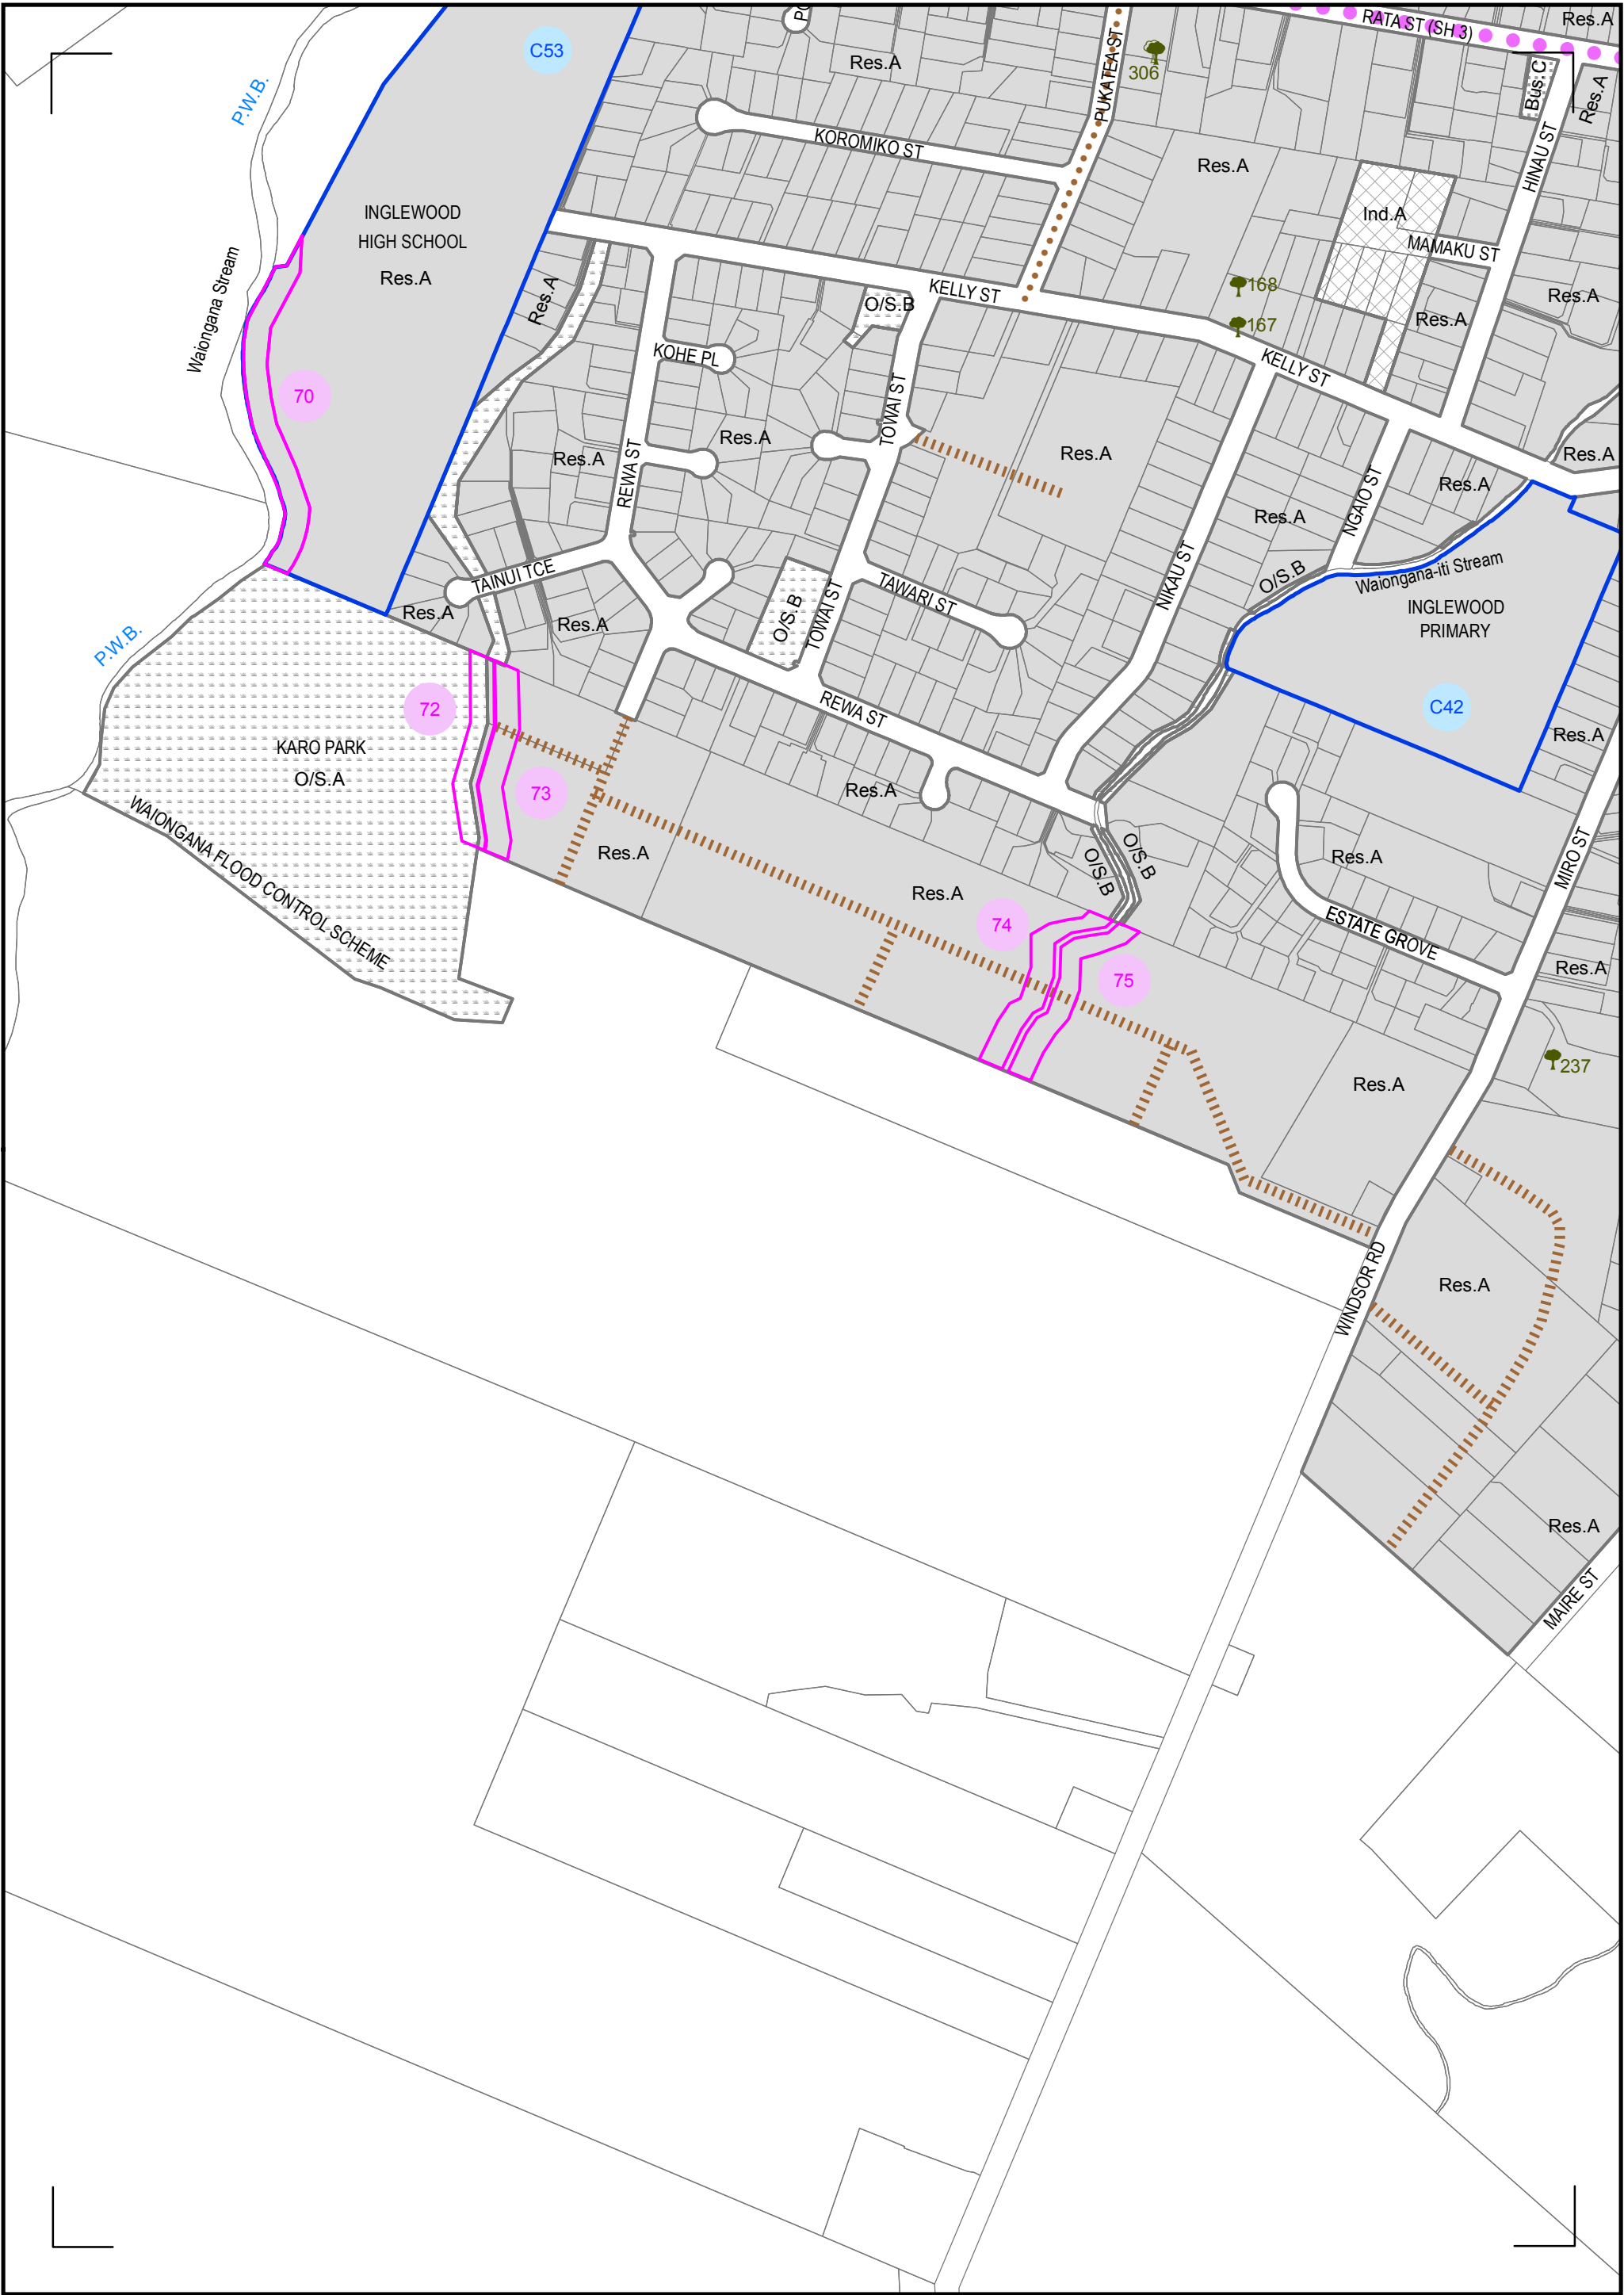 RATA ST (SH 3)
Res.A
C53
PO
Res.A
PUKATEA ST
306
Bus.C
Res.A
P.W.B.
KOROMIKO ST
HINAU ST
Res.A
INGLEWOOD
HIGH SCHOOL
Res.A
Ind.A
MAMAKU ST
Waiongana Stream
Res.A
KELLY ST
O/S.B
168
167
Res.A
Res.A
KOHE PL
KELLY ST
70
TOWAI ST
Res.A
Res.A
Res.A
Res.A
REWA ST
NGAIO ST
Res.A
Res.A
TAINUI TCE
NIKAU ST
O/S.B
Waiongana-iti Stream
TAWARI ST
O/S.B
TOWAI ST
Res.A
Res.A
INGLEWOOD
PRIMARY
P.W.B.
72
REWA ST
C42
Res.A
KARO PARK
O/S.A
73
Res.A
WAIONGANA FLOOD CONTROL SCHEME
Res.A
O/S.B
O/S.B
Res.A
MIRO ST
Res.A
74
ESTATE GROVE
75
Res.A
237
Res.A
WINDSOR RD
Res.A
Res.A
MAIRE ST